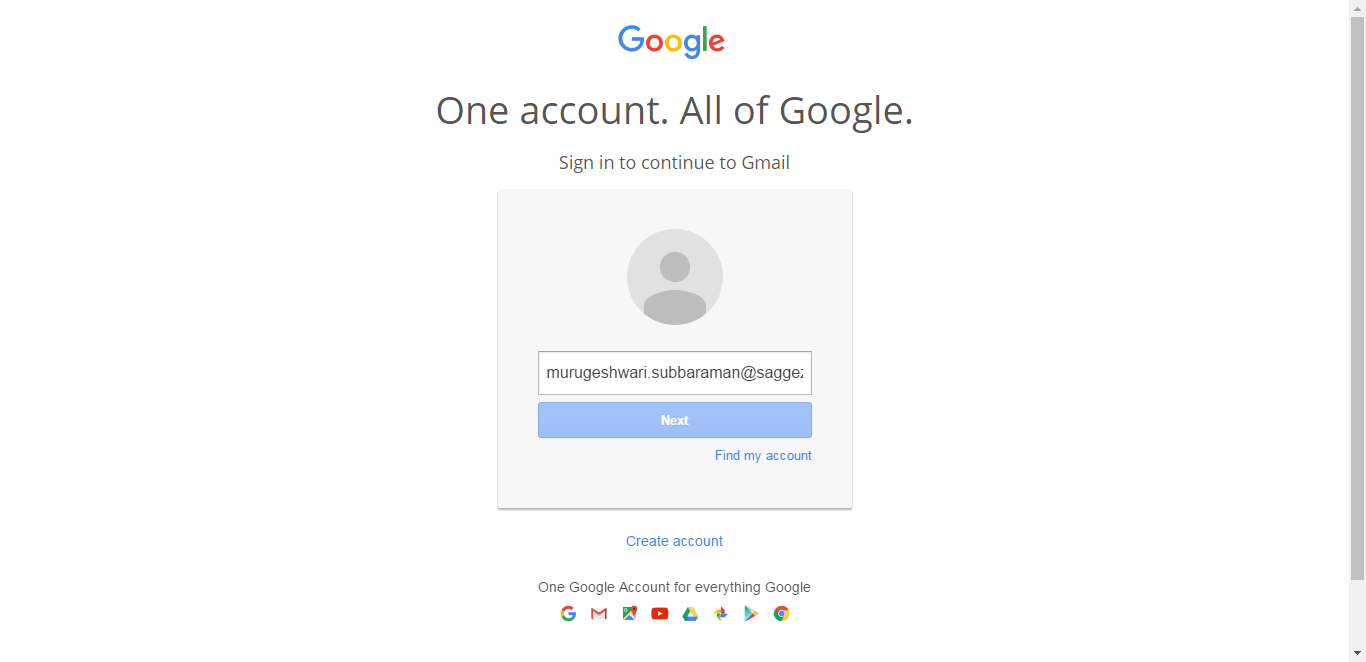 Google
One account. All of Google.
Sign in to continue to Gmail
murugeshwari.subbaraman@sagge
Next
Find my account
Create account
One Google Account for everything Google